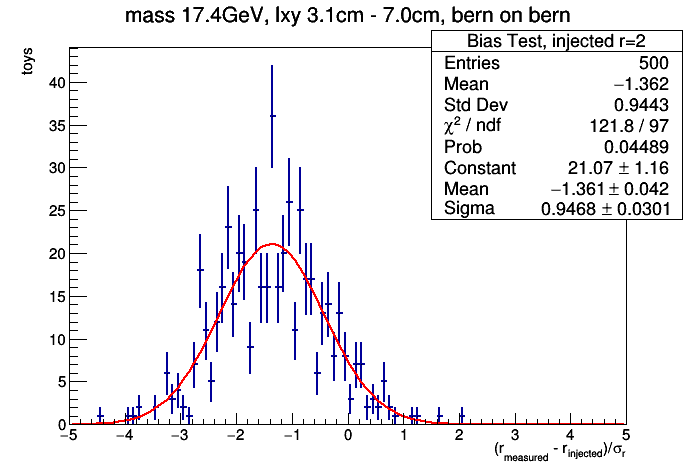 mass 17.4GeV, lxy 3.1cm - 7.0cm, bern on bern
toys
Bias Test, injected r=2
Entries 500
Mean −1.362
Std Dev 0.9443
χ² / ndf 121.8 / 97
Prob 0.04489
Constant 21.07 ± 1.16
Mean −1.361 ± 0.042
Sigma 0.9468 ± 0.0301
40
35
30
25
20
15
10
5
0
−5 −4 −3 −2 −1 0 1 2 3 4 5
(r_measured - r_injected)/σ_r